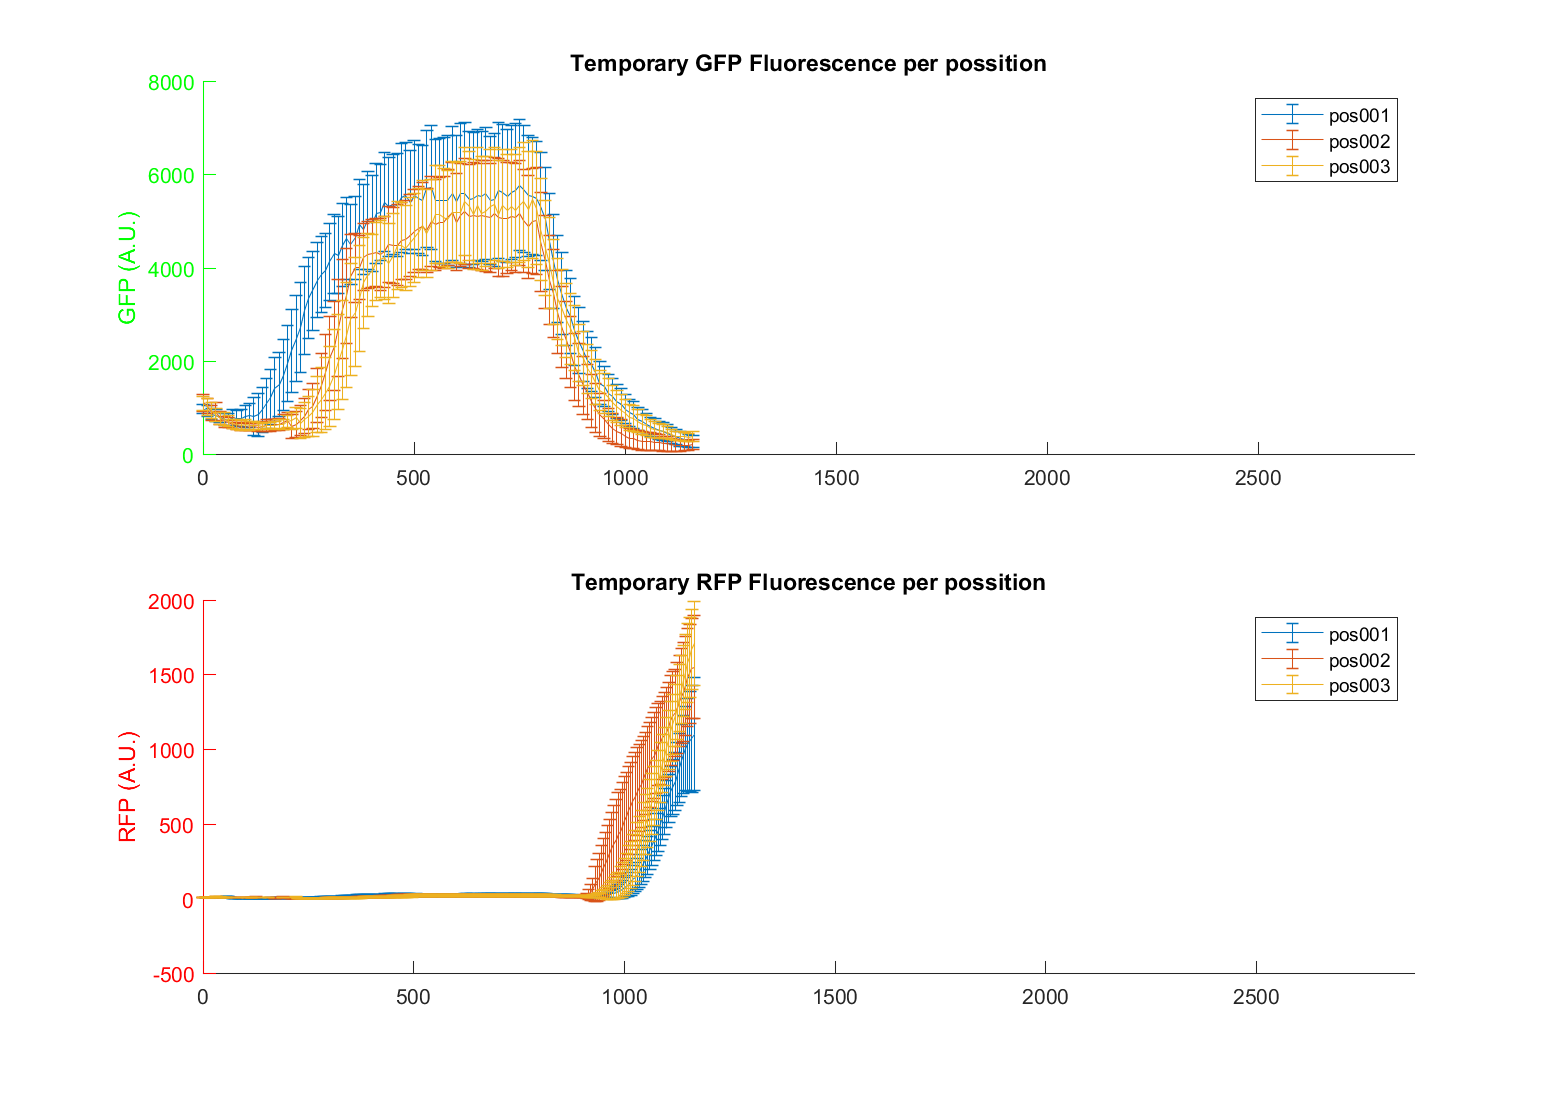 Temporary GFP Fluorescence per possition
8000
6000
4000
2000
0
GFP (A.U.)
pos001
pos002
pos003
0 500 1000 1500 2000 2500
Temporary RFP Fluorescence per possition
2000
1500
1000
500
0
-500
RFP (A.U.)
pos001
pos002
pos003
0 500 1000 1500 2000 2500